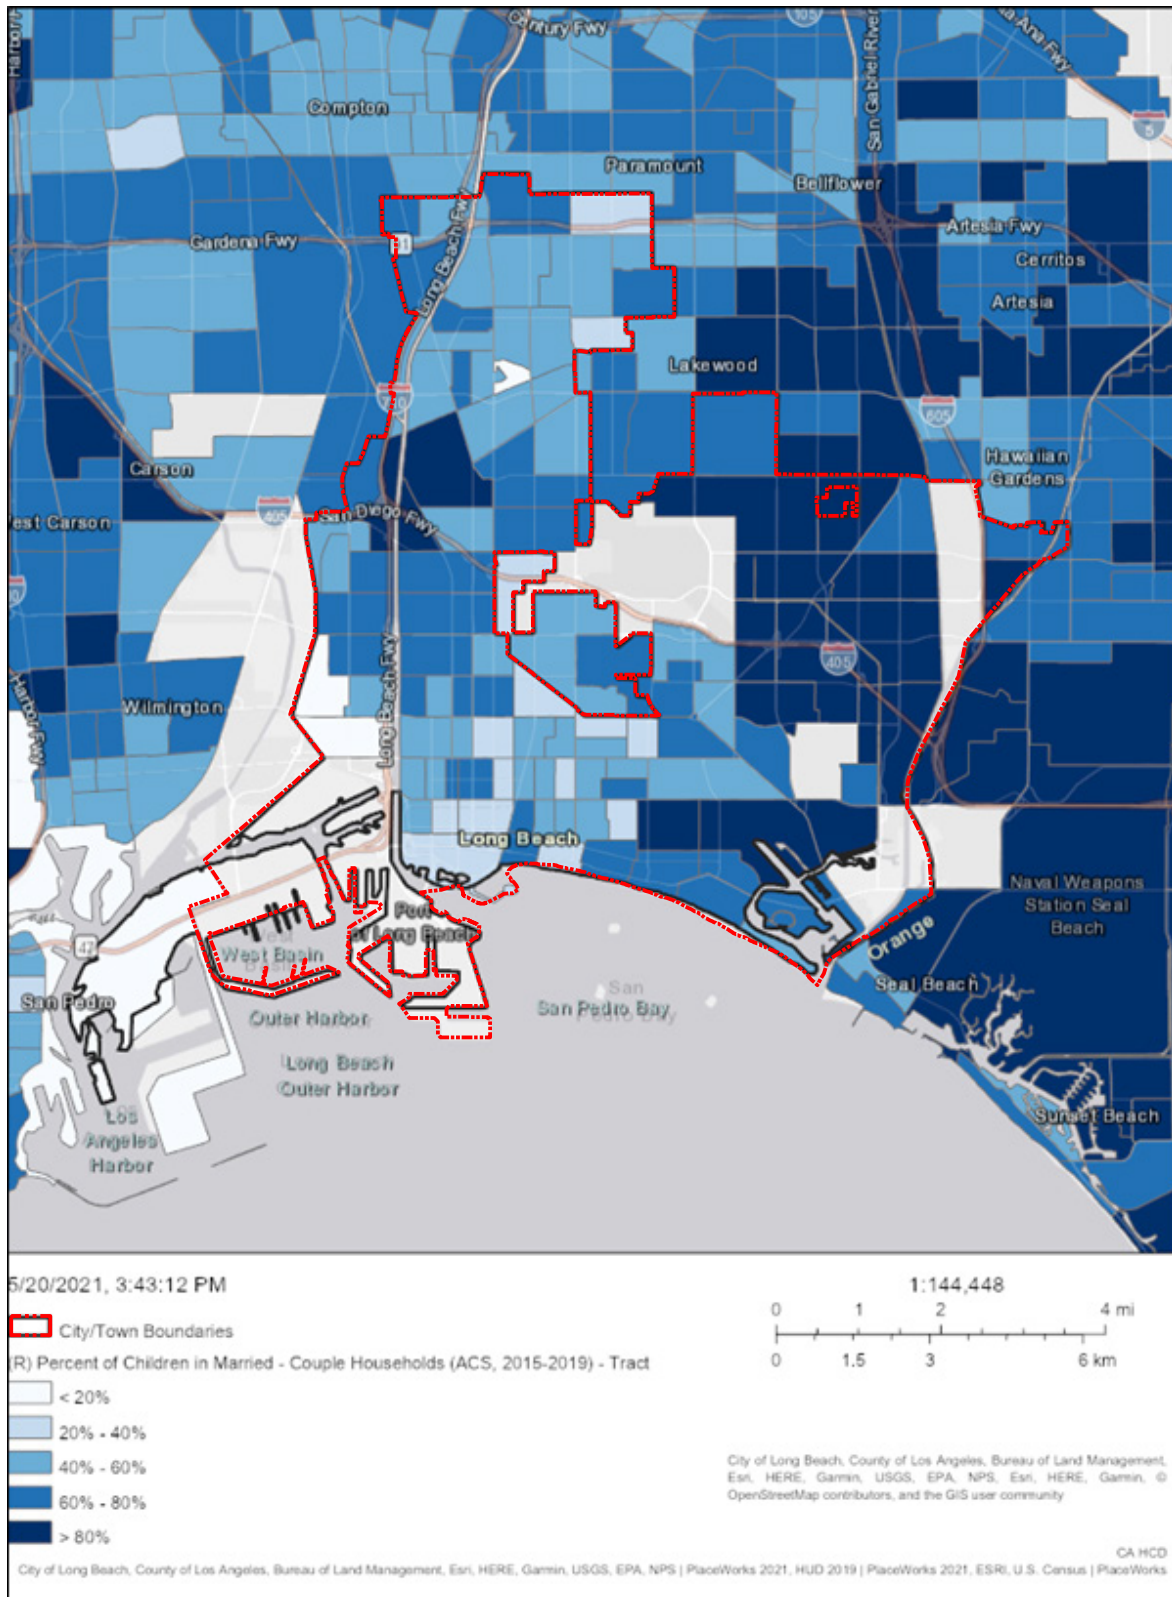 Century Fwy
105
Harbor F
San Gabriel River
a-Ana Fwy
5
Compton
Paramount
Bellflower
Gardena Fwy
Long Beach Fwy
Artesia Fwy
Cerritos
Artesia
Lakewood
710
605
Carson
Hawaiian
Gardens
405
San Diego Fwy
est Carson
Long Beach Fwy
405
Wilmington
Harbor Fwy
Long Beach
Naval Weapons
Station Seal
Beach
Port
of Long Beach
47
West Basin
Orange
San Pedro
Seal Beach
San
San Pedro Bay
Pedro Bay
Outer Harbor
Long Beach
Outer Harbor
Los
Angeles
Harbor
Sunset Beach
5/20/2021, 3:43:12 PM
1:144,448
0 1 2 4 mi
0 1.5 3 6 km
City/Town Boundaries
(R) Percent of Children in Married - Couple Households (ACS, 2015-2019) - Tract
< 20%
20% - 40%
40% - 60%
60% - 80%
> 80%
City of Long Beach, County of Los Angeles, Bureau of Land Management,
Esri, HERE, Garmin, USGS, EPA, NPS, Esri, HERE, Garmin, ©
OpenStreetMap contributors, and the GIS user community
CA HCD
City of Long Beach, County of Los Angeles, Bureau of Land Management, Esri, HERE, Garmin, USGS, EPA, NPS | PlaceWorks 2021, HUD 2019 | PlaceWorks 2021, ESRI, U.S. Census | PlaceWorks